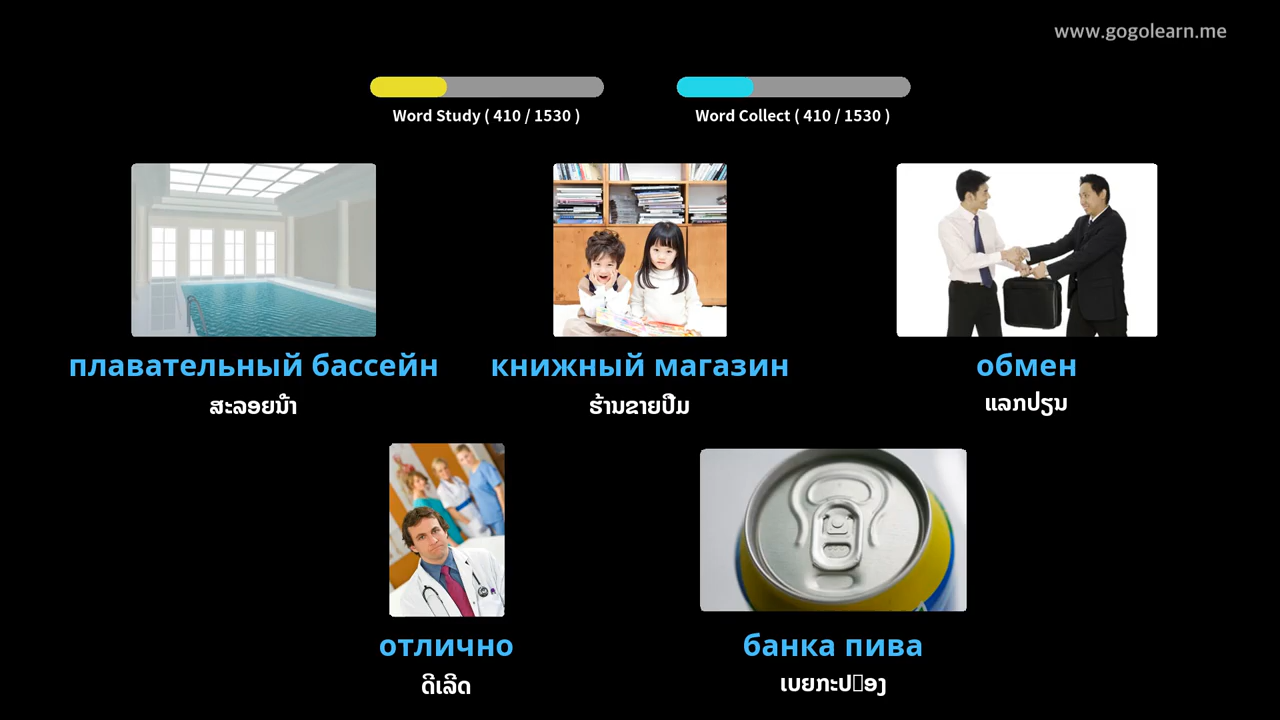 www.gogolearn.me
Word Study ( 410 / 1530 )
Word Collect ( 410 / 1530 )
плавательный бассейн
ສະລອຍນ້ຳ
книжный магазин
ຮ້ານຂາຍປຶ້ມ
обмен
ແລກປຽນ
отлично
ດີເລີດ
банка пива